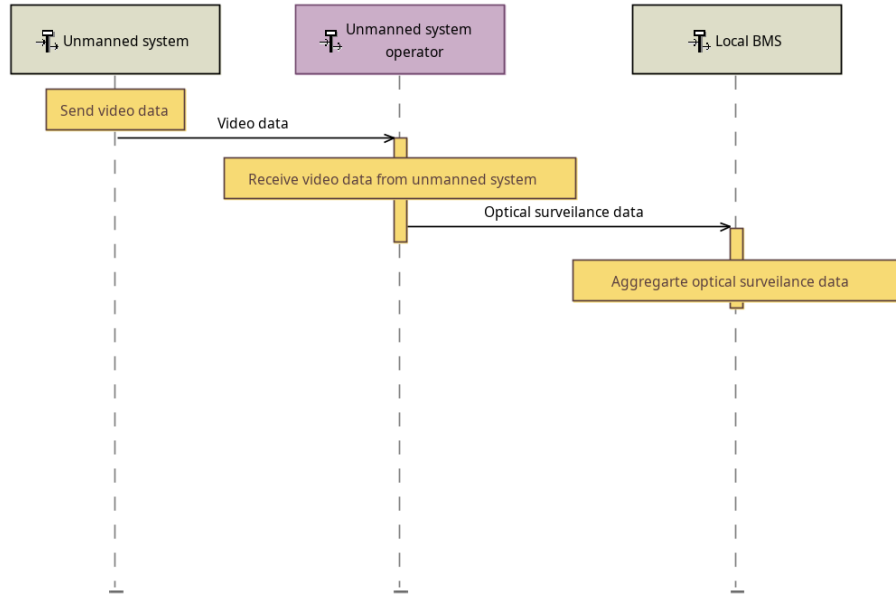 Unmanned system
Unmanned system
operator
Local BMS
Send video data
Video data
Receive video data from unmanned system
Optical surveilance data
Aggregarte optical surveilance data